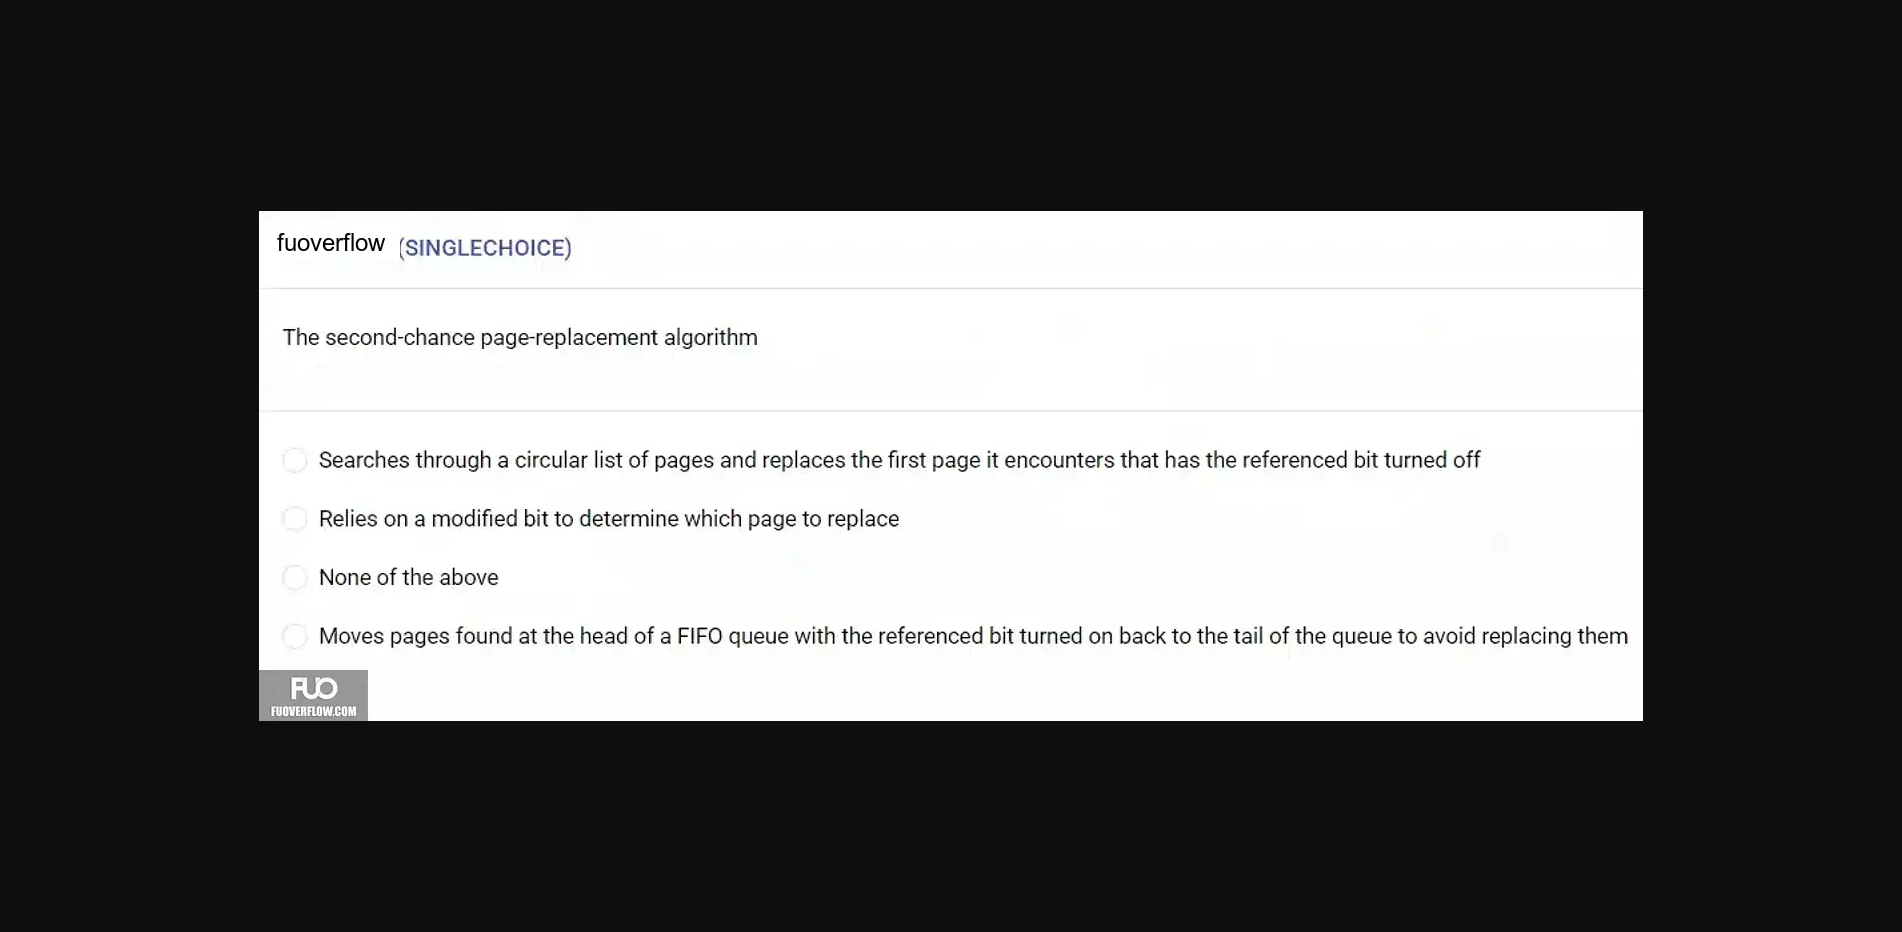 fuoverflow (SINGLECHOICE)
The second-chance page-replacement algorithm
Searches through a circular list of pages and replaces the first page it encounters that has the referenced bit turned off
Relies on a modified bit to determine which page to replace
None of the above
Moves pages found at the head of a FIFO queue with the referenced bit turned on back to the tail of the queue to avoid replacing them
FUO
FUOVERFLOW.COM